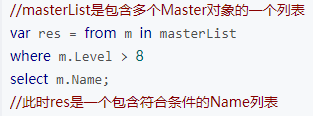 //masterList是包含多个Master对象的一个列表
var res = from m in masterList
where m.Level > 8
select m.Name;
//此时res是一个包含符合条件的Name列表